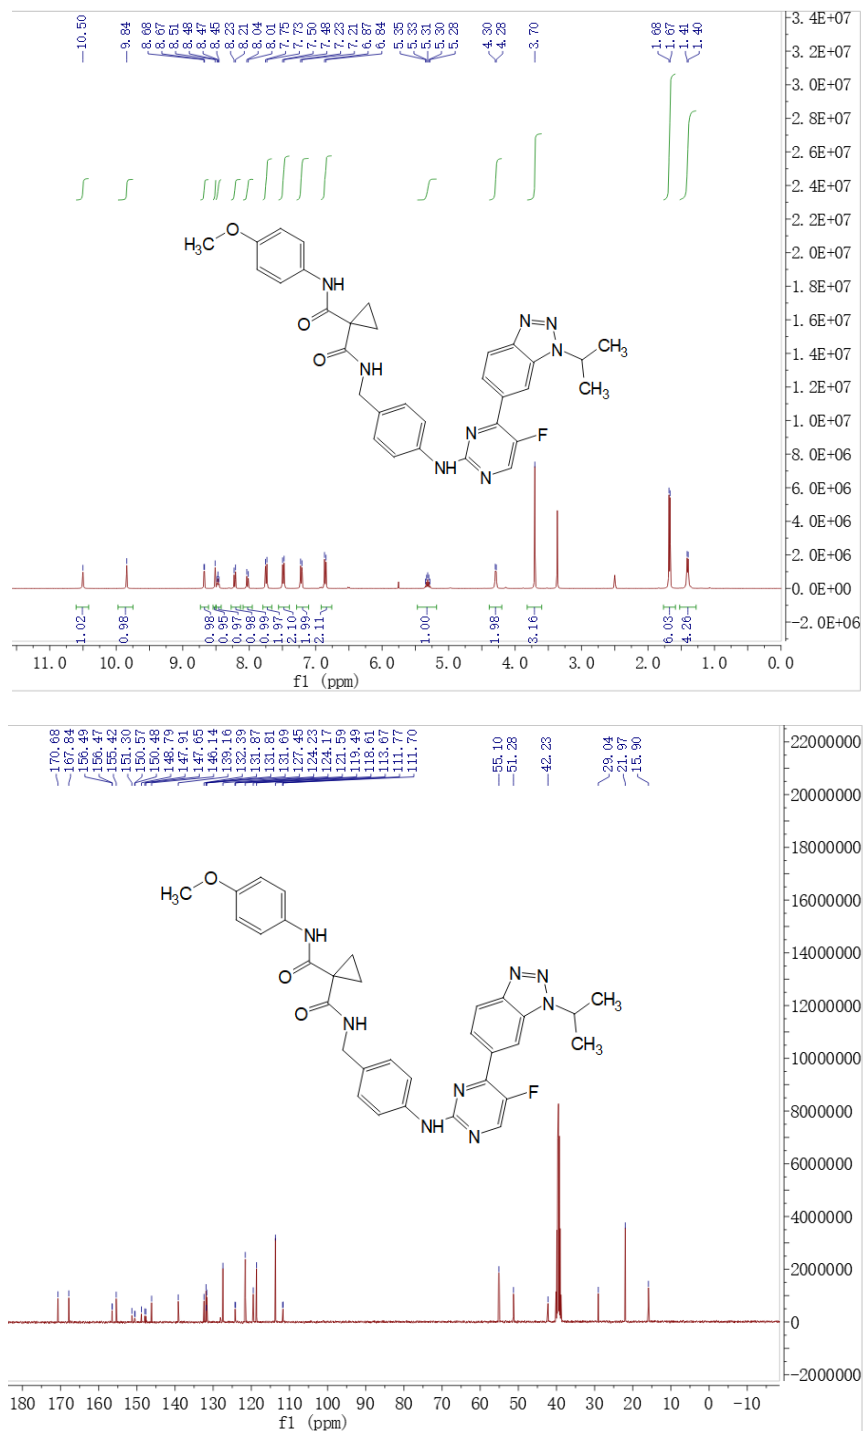 10.50
9.84
8.68
8.67
8.51
8.48
8.47
8.45
8.23
8.21
8.04
8.01
7.75
7.73
7.50
7.48
7.23
7.21
6.87
6.84
5.35
5.33
5.31
5.30
5.28
4.30
4.28
3.70
1.68
1.67
1.41
1.40
3.4E+07
3.2E+07
3.0E+07
2.8E+07
2.6E+07
2.4E+07
2.2E+07
2.0E+07
1.8E+07
1.6E+07
1.4E+07
1.2E+07
1.0E+07
8.0E+06
6.0E+06
4.0E+06
2.0E+06
0.0E+00
-2.0E+06
H₃C
O
NH
O
O
NH
N
N
N
CH₃
CH₃
N
F
NH
N
1.02
0.98
0.98
0.95
0.97
0.98
0.99
1.97
2.10
1.99
2.11
1.00
1.98
3.16
6.03
4.26
11.0 10.0 9.0 8.0 7.0 6.0 5.0 4.0 3.0 2.0 1.0 0.0
f1 (ppm)
170.68
167.84
156.49
156.47
155.42
151.30
150.57
150.48
148.79
147.91
147.65
146.14
139.16
132.39
131.87
131.81
131.69
127.45
124.23
124.17
121.59
119.49
118.61
113.67
111.77
111.70
55.10
51.28
42.23
29.04
21.97
15.90
22000000
20000000
18000000
16000000
14000000
12000000
10000000
8000000
6000000
4000000
2000000
0
-2000000
H₃C
O
NH
O
O
NH
N
N
N
CH₃
CH₃
N
F
NH
N
180 170 160 150 140 130 120 110 100 90 80 70 60 50 40 30 20 10 0 -10
f1 (ppm)